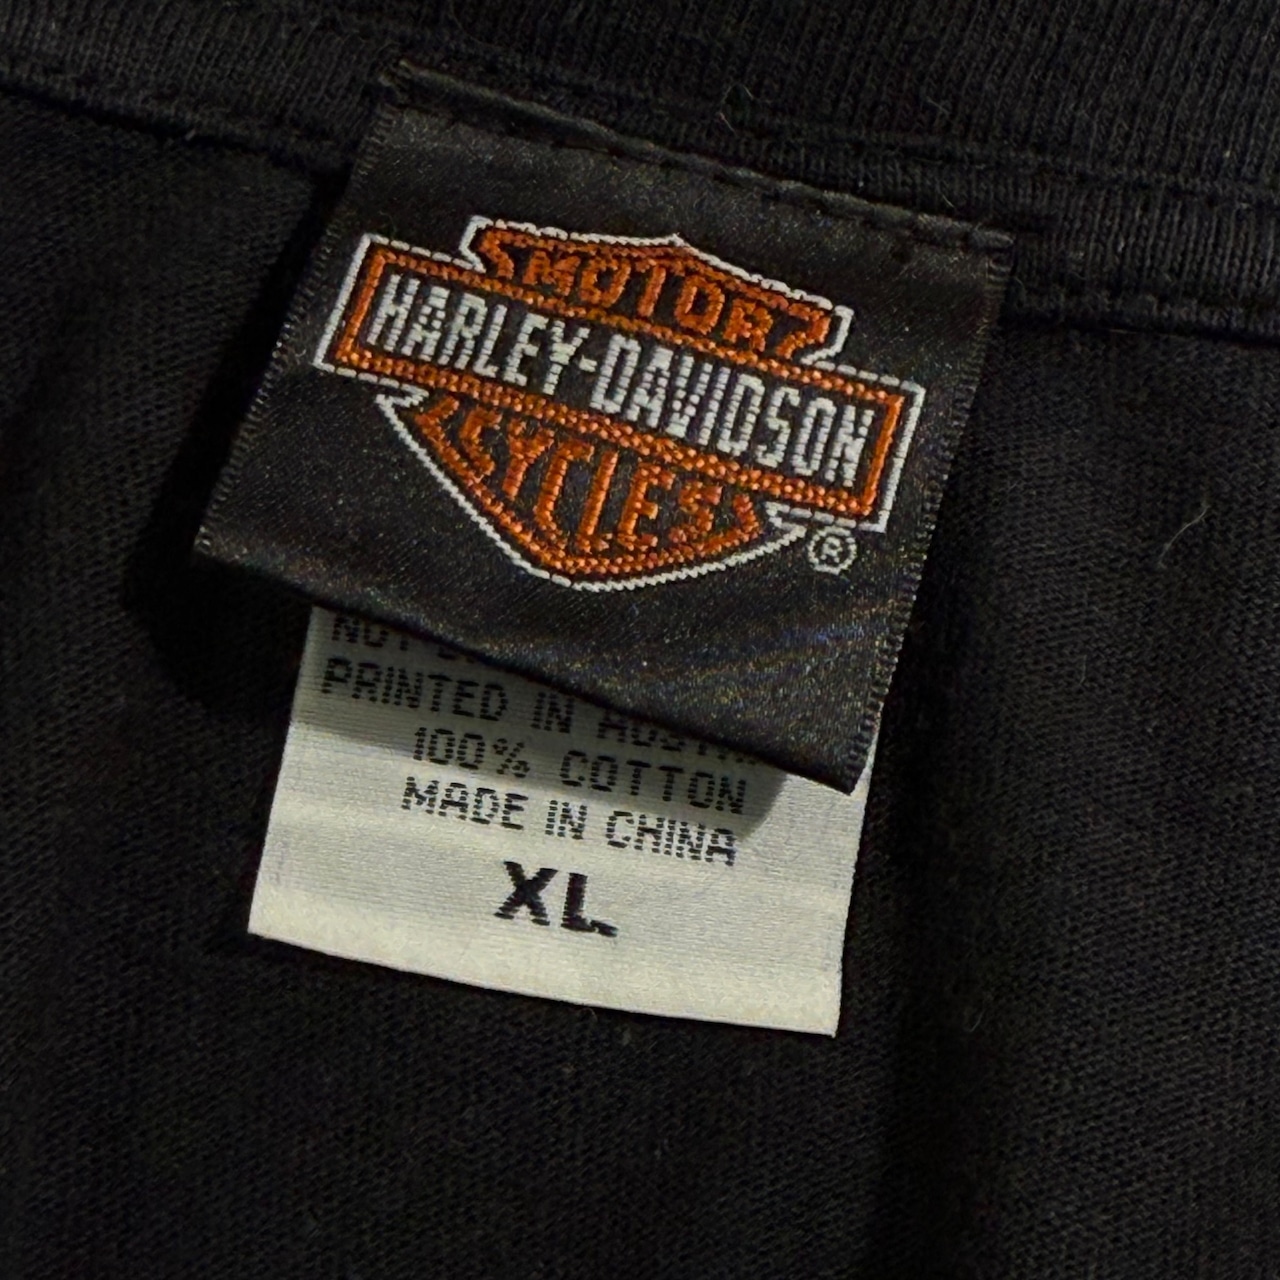 MOTOR
HARLEY-DAVIDSON
CYCLES
®
PRINTED IN
100% COTTON
MADE IN CHINA
XL